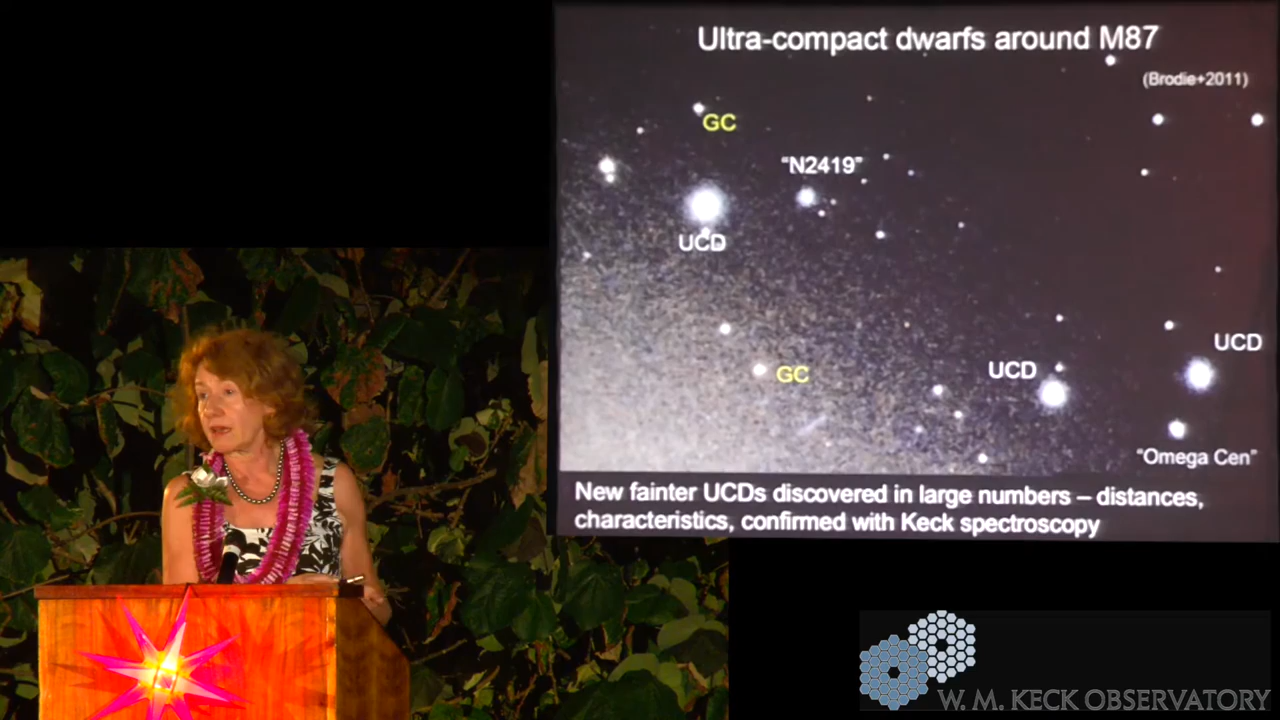 Ultra-compact dwarfs around M87
(Brodie+2011)
GC
"N2419"
UCD
UCD
UCD
GC
"Omega Cen"
New fainter UCDs discovered in large numbers – distances,
characteristics, confirmed with Keck spectroscopy
W. M. KECK OBSERVATORY